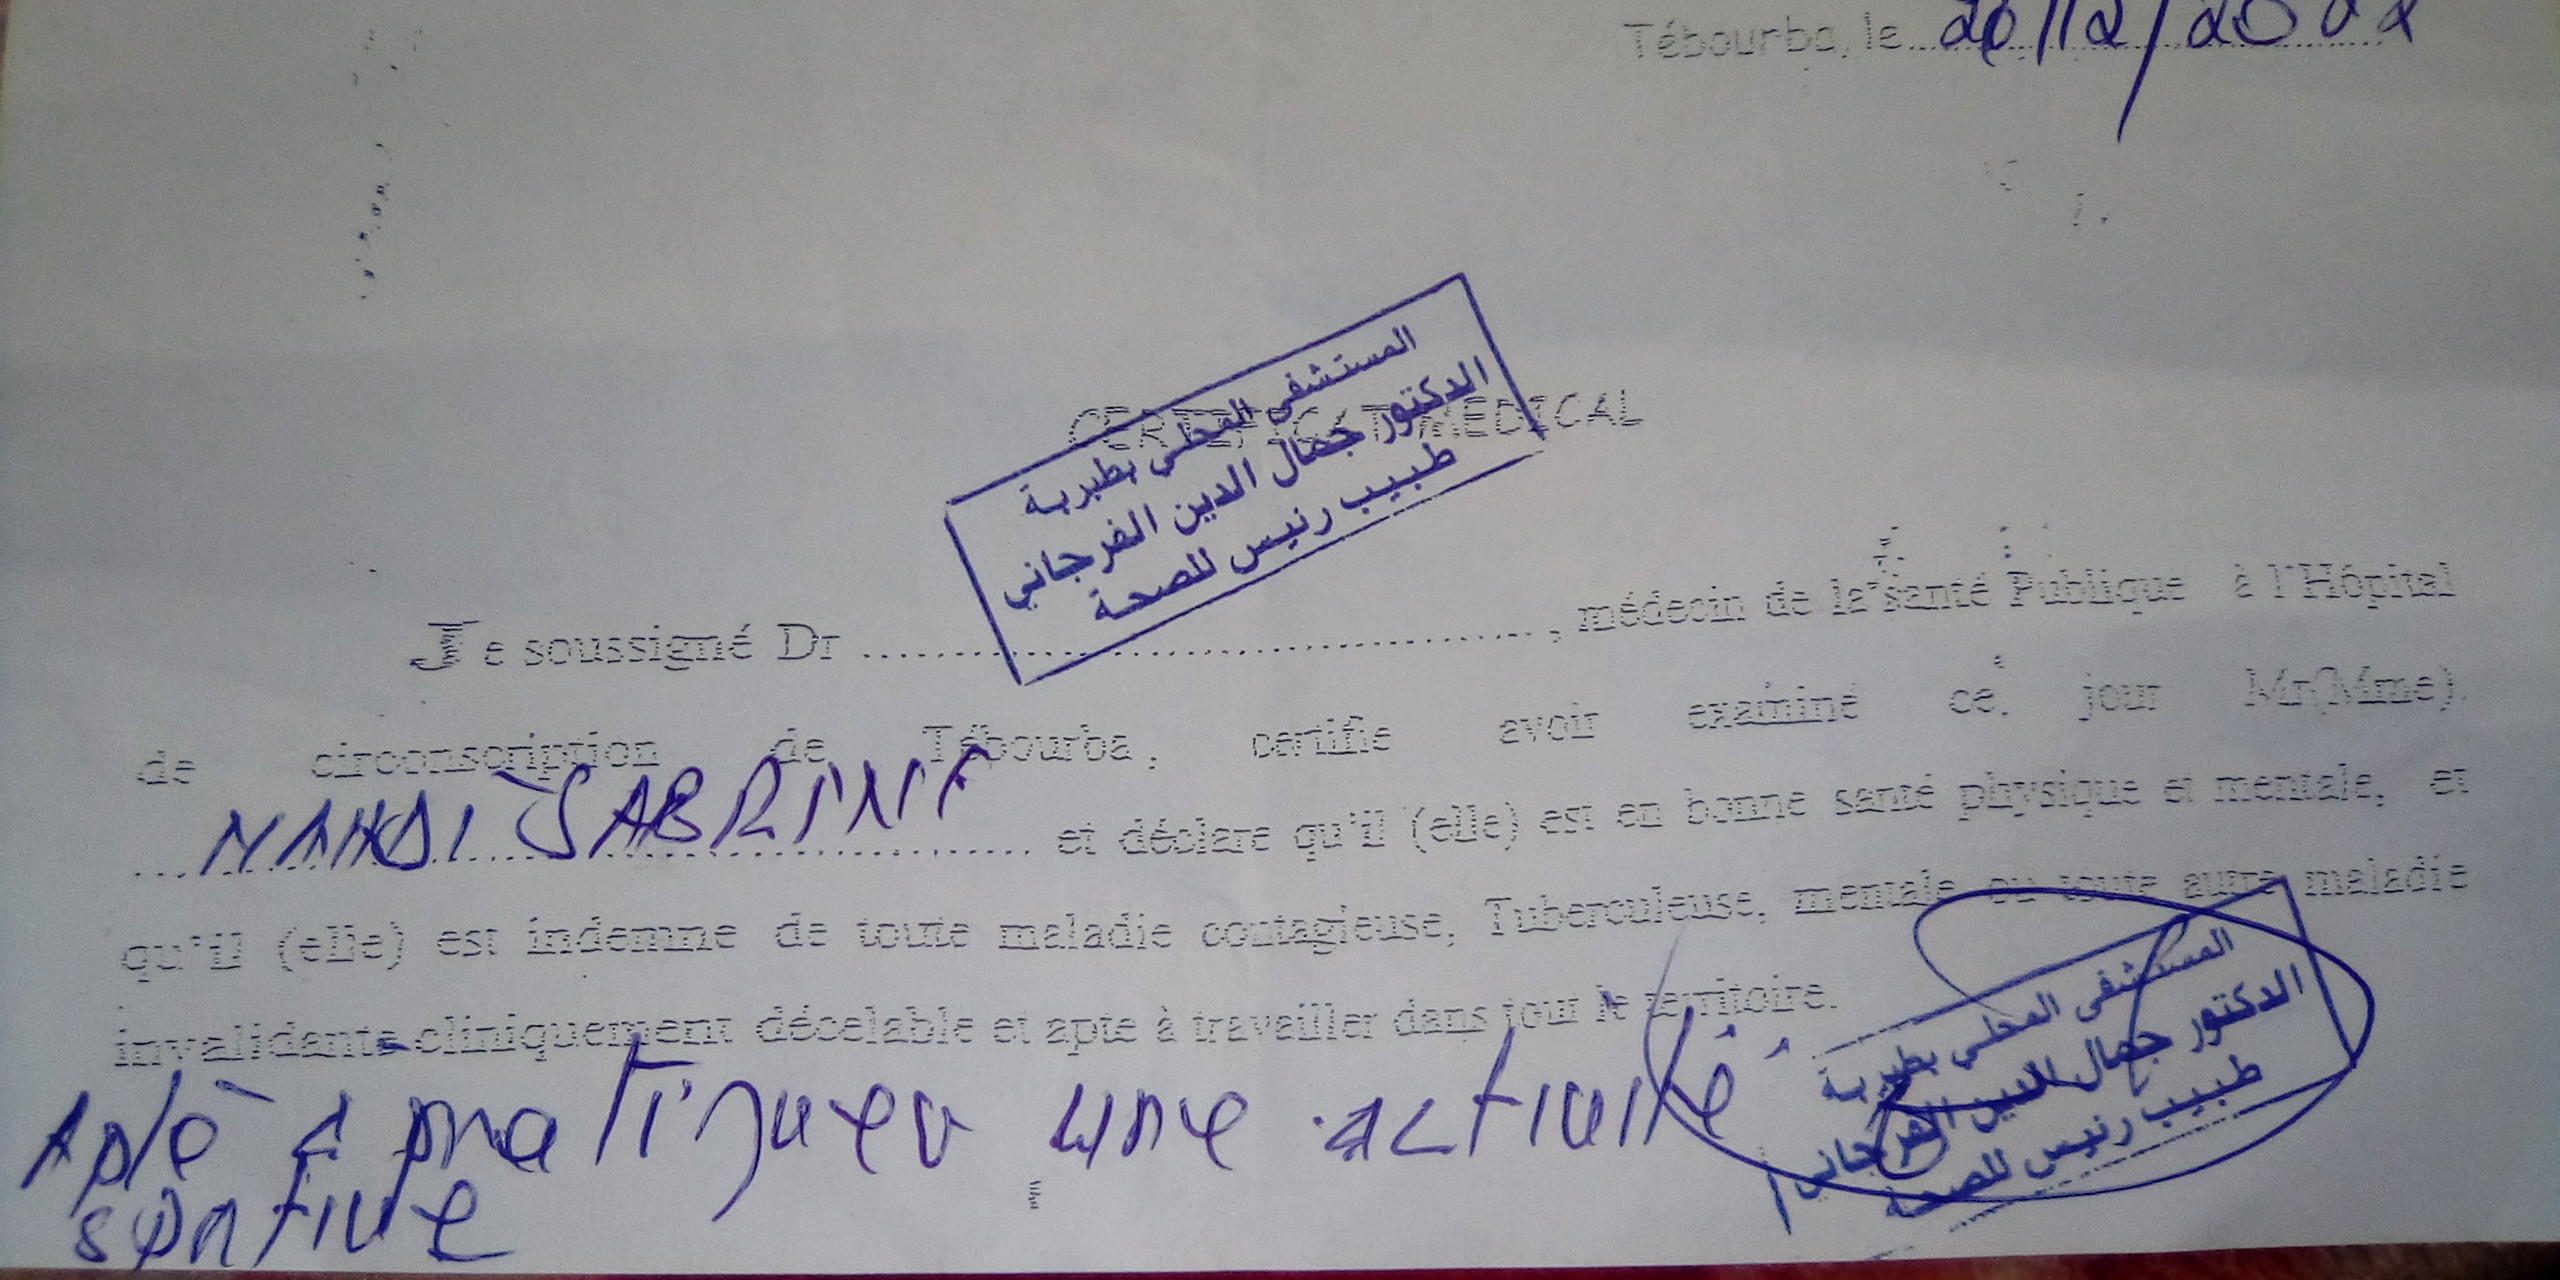 Tébourba, le 26/12/2022
CERTIFICAT MEDICAL
المستشفى المحلي بطبربة
الدكتور جمال الدين الفرجاني
طبيب رئيس للصحة
Je soussigné Dr ........................................, médecin de la santé Publique à l'Hôpital
de circonscription de Tébourba, certifie avoir examiné ce jour Mr(Mme).
... SABRINE ... et déclare qu'il (elle) est en bonne santé physique et mentale, et
qu'il (elle) est indemne de toute maladie contagieuse, Tuberculeuse, mentale ou toute autre maladie
invalidante cliniquement décelable et apte à travailler dans tout le territoire.
Apte à pratiquer une activité
sportive
المستشفى المحلي بطبربة
الدكتور جمال الدين الفرجاني
طبيب رئيس للصحة